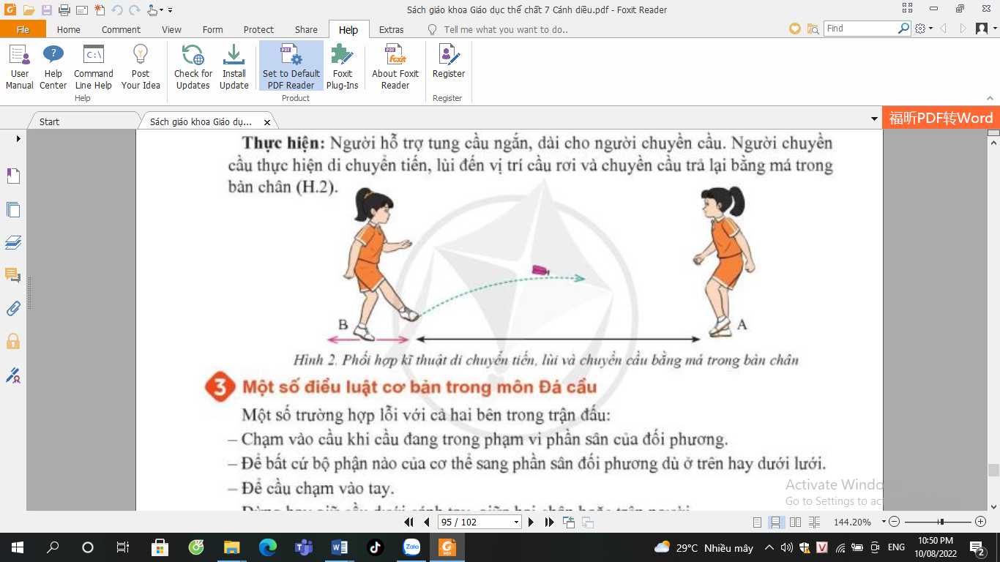 Sách giáo khoa Giáo dục thể chất 7 Cánh diều.pdf - Foxit Reader
File Home Comment View Form Protect Share Help Extras Tell me what you want to do.. Find
User Manual
Help Center
Command Line Help
Post Your Idea
Check for Updates
Install Update
Set to Default PDF Reader
Foxit Plug-Ins
About Foxit Reader
Register
Help Product Register
Start Sách giáo khoa Giáo dụ... 福昕PDF转Word
Thực hiện: Người hỗ trợ tung cầu ngắn, dài cho người chuyền cầu. Người chuyền
cầu thực hiện di chuyển tiến, lùi đến vị trí cầu rơi và chuyền cầu trả lại bằng má trong
bàn chân (H.2).
B A
Hình 2. Phối hợp kĩ thuật di chuyển tiến, lùi và chuyền cầu bằng má trong bàn chân
3 Một số điều luật cơ bản trong môn Đá cầu
Một số trường hợp lỗi với cả hai bên trong trận đấu:
– Chạm vào cầu khi cầu đang trong phạm vi phần sân của đối phương.
– Để bất cứ bộ phận nào của cơ thể sang phần sân đối phương dù ở trên hay dưới lưới.
– Để cầu chạm vào tay.
Activate Windows
Go to Settings to
95 / 102 144.20%
29°C Nhiều mây ENG 10:50 PM
10/08/2022 2